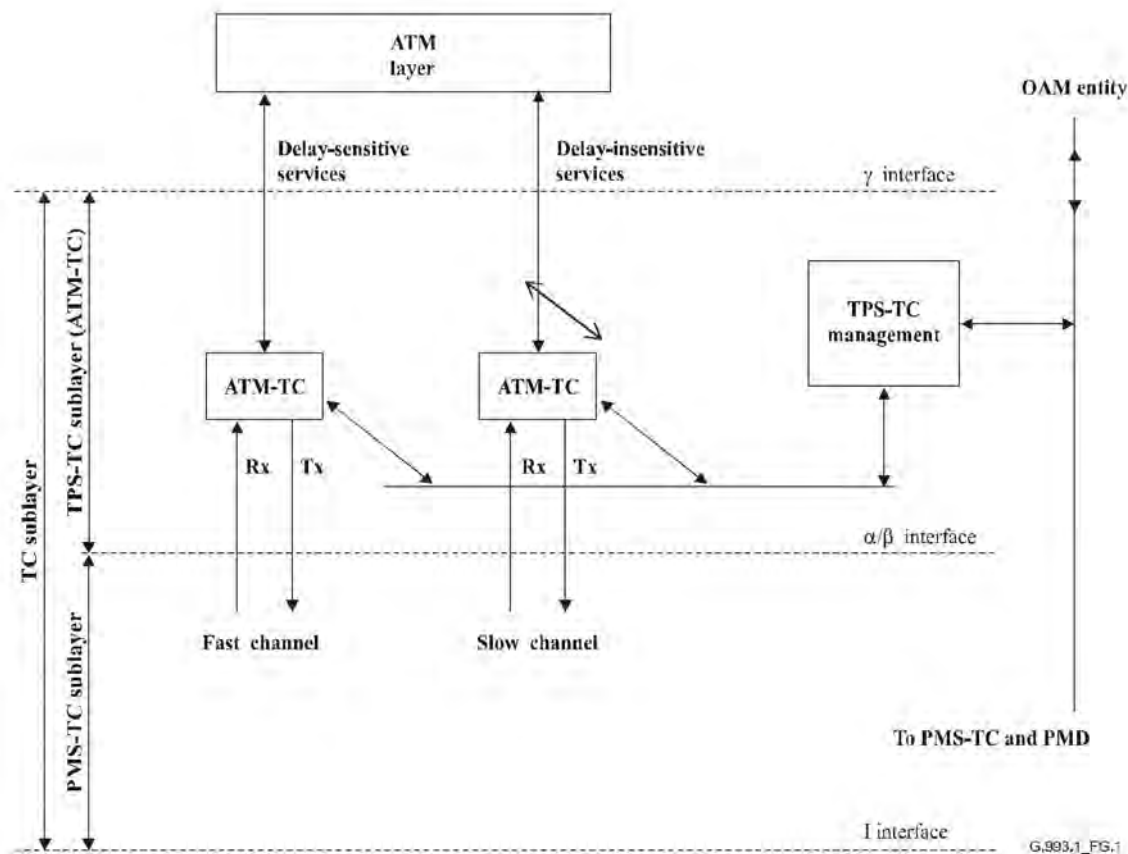 ATM
layer
OAM entity
Delay-sensitive
services
Delay-insensitive
services
γ interface
TPS-TC
management
ATM-TC
ATM-TC
Rx
Tx
Rx
Tx
α/β interface
Fast channel
Slow channel
TC sublayer
TPS-TC sublayer (ATM-TC)
PMS-TC sublayer
To PMS-TC and PMD
I interface
G.993.1_FG.1